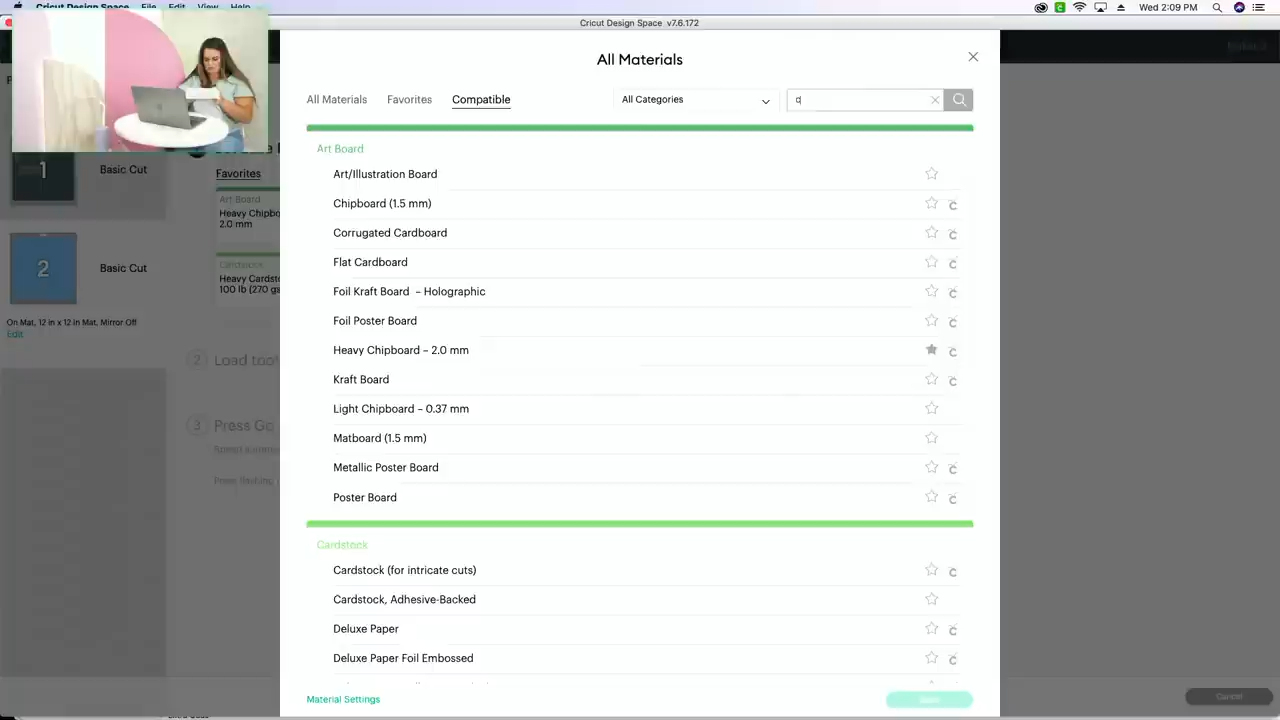 Cricut Design Space File Edit View Help
Wed 2:09 PM
Cricut Design Space v7.6.172
All Materials
All Materials Favorites Compatible All Categories c
Art Board
Art/Illustration Board
Chipboard (1.5 mm)
Corrugated Cardboard
Flat Cardboard
Foil Kraft Board – Holographic
Foil Poster Board
Heavy Chipboard – 2.0 mm
Kraft Board
Light Chipboard – 0.37 mm
Matboard (1.5 mm)
Metallic Poster Board
Poster Board
Cardstock
Cardstock (for intricate cuts)
Cardstock, Adhesive-Backed
Deluxe Paper
Deluxe Paper Foil Embossed
Material Settings
1 Basic Cut
2 Basic Cut
On Mat, 12 in x 12 in Mat, Mirror Off
Edit
Favorites
Art Board
Heavy Chipbo
2.0 mm
Cardstock
Heavy Cardst
100 lb (270 gs
2 Load tool
3 Press Go
Cancel